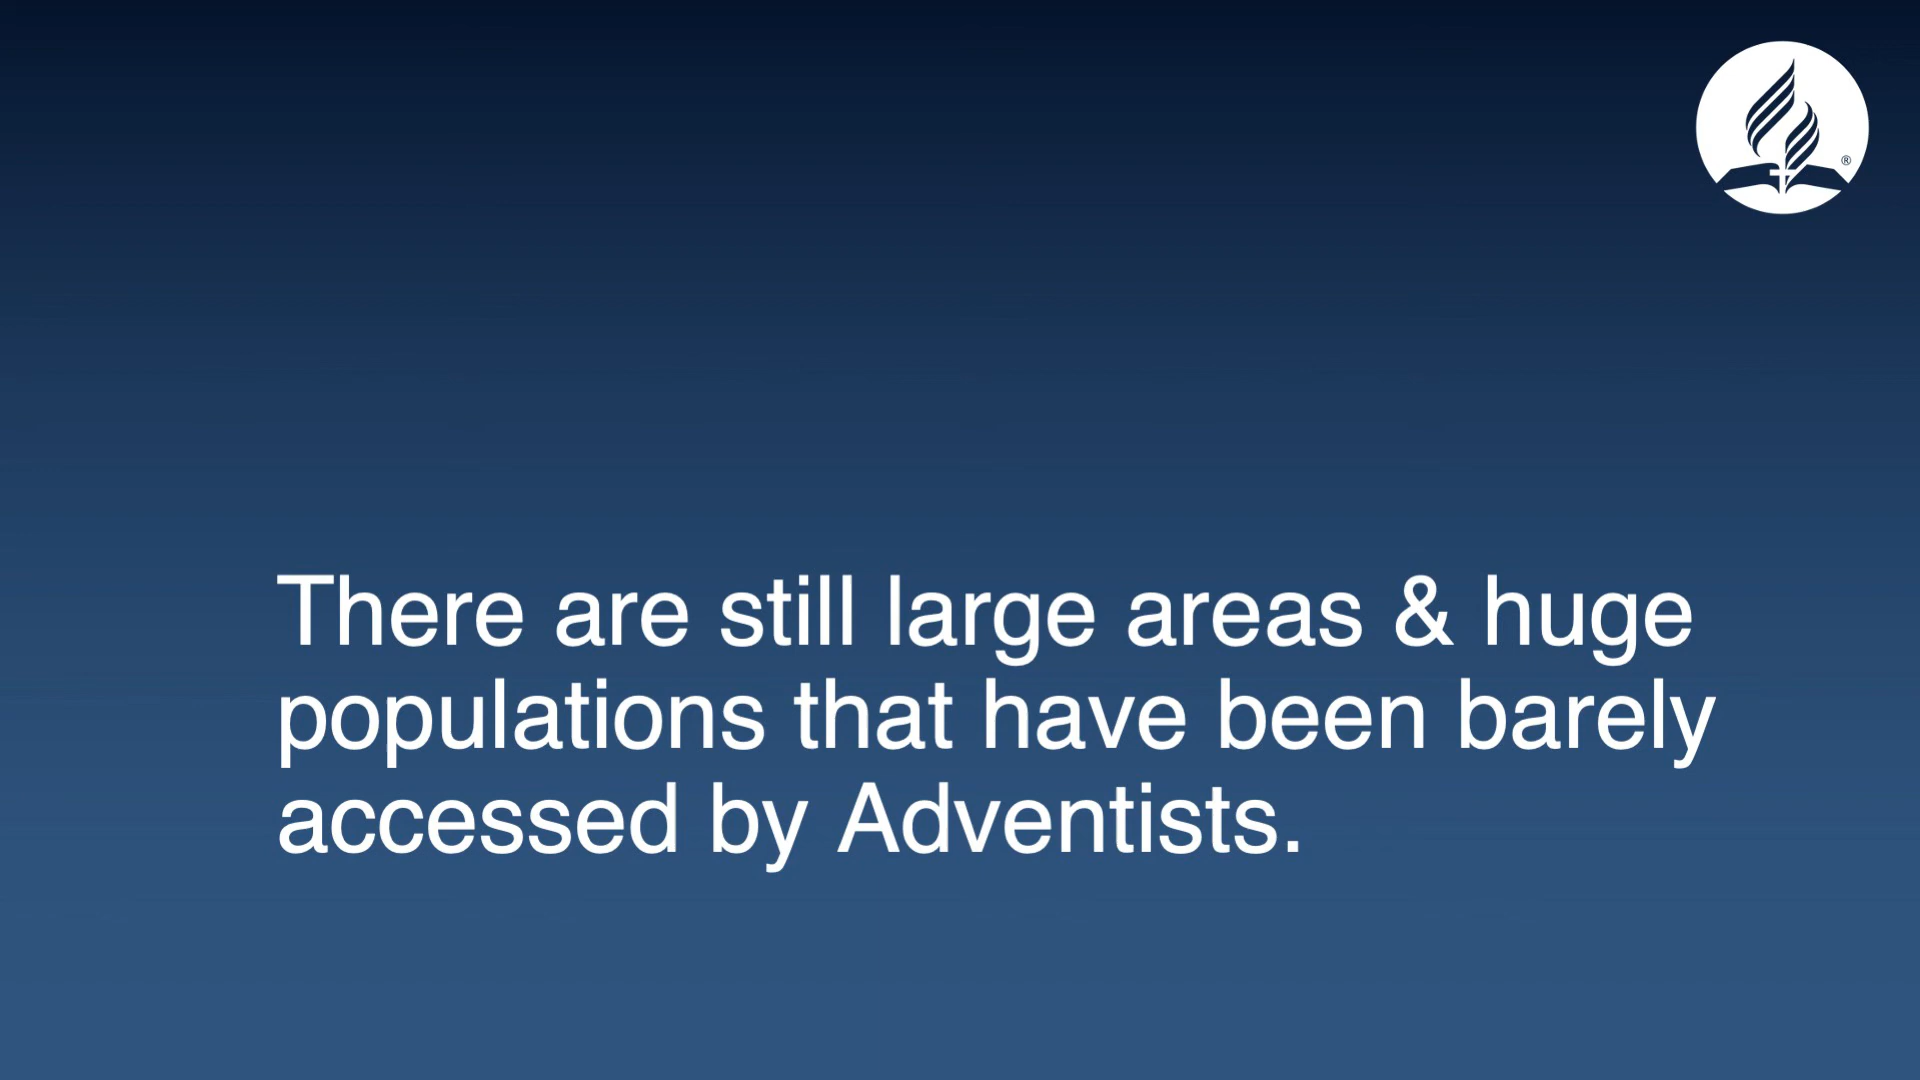 ®
There are still large areas & huge
populations that have been barely
accessed by Adventists.